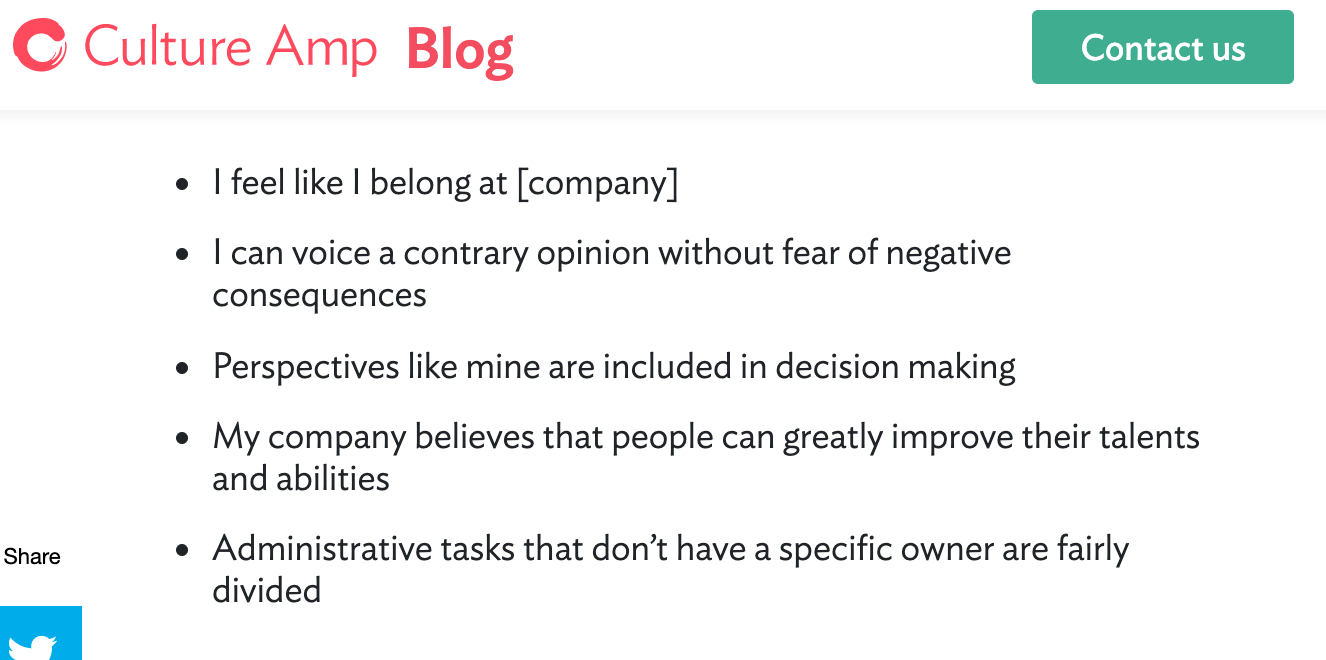 Culture Amp Blog
Contact us
I feel like I belong at [company]
I can voice a contrary opinion without fear of negative
consequences
Perspectives like mine are included in decision making
My company believes that people can greatly improve their talents
and abilities
Share
Administrative tasks that don’t have a specific owner are fairly
divided